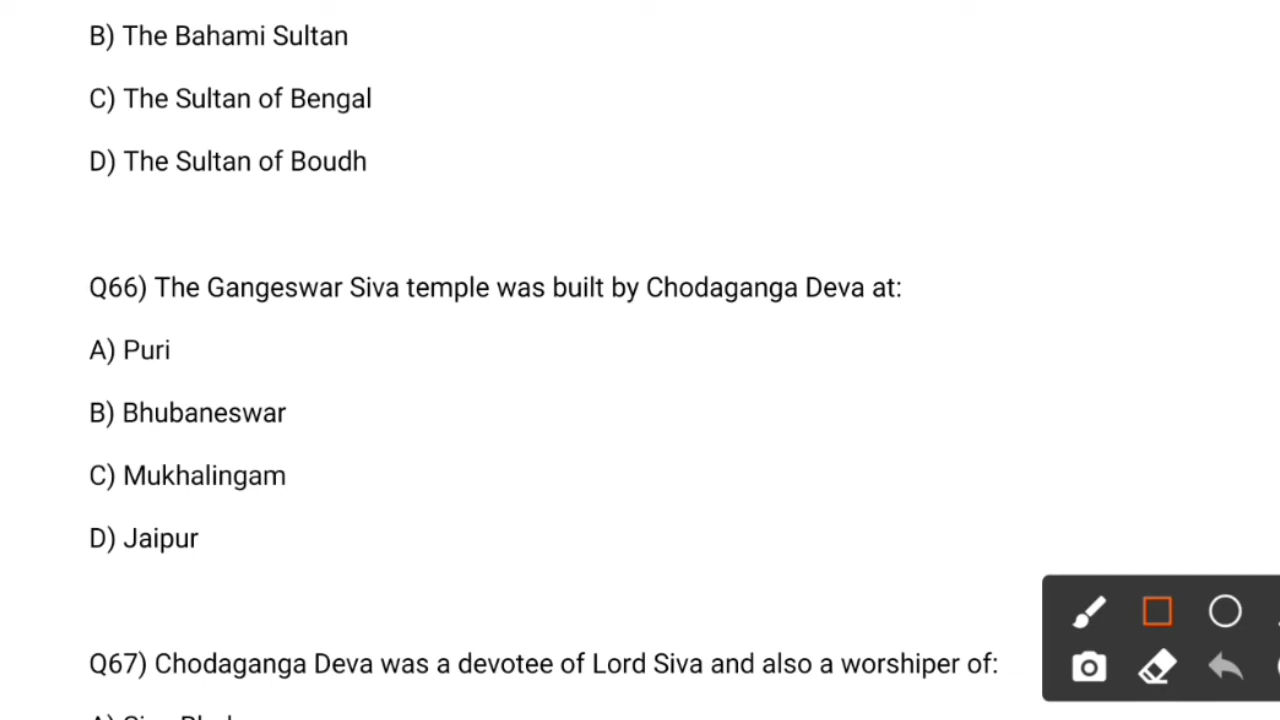 B) The Bahami Sultan
C) The Sultan of Bengal
D) The Sultan of Boudh
Q66) The Gangeswar Siva temple was built by Chodaganga Deva at:
A) Puri
B) Bhubaneswar
C) Mukhalingam
D) Jaipur
Q67) Chodaganga Deva was a devotee of Lord Siva and also a worshiper of: